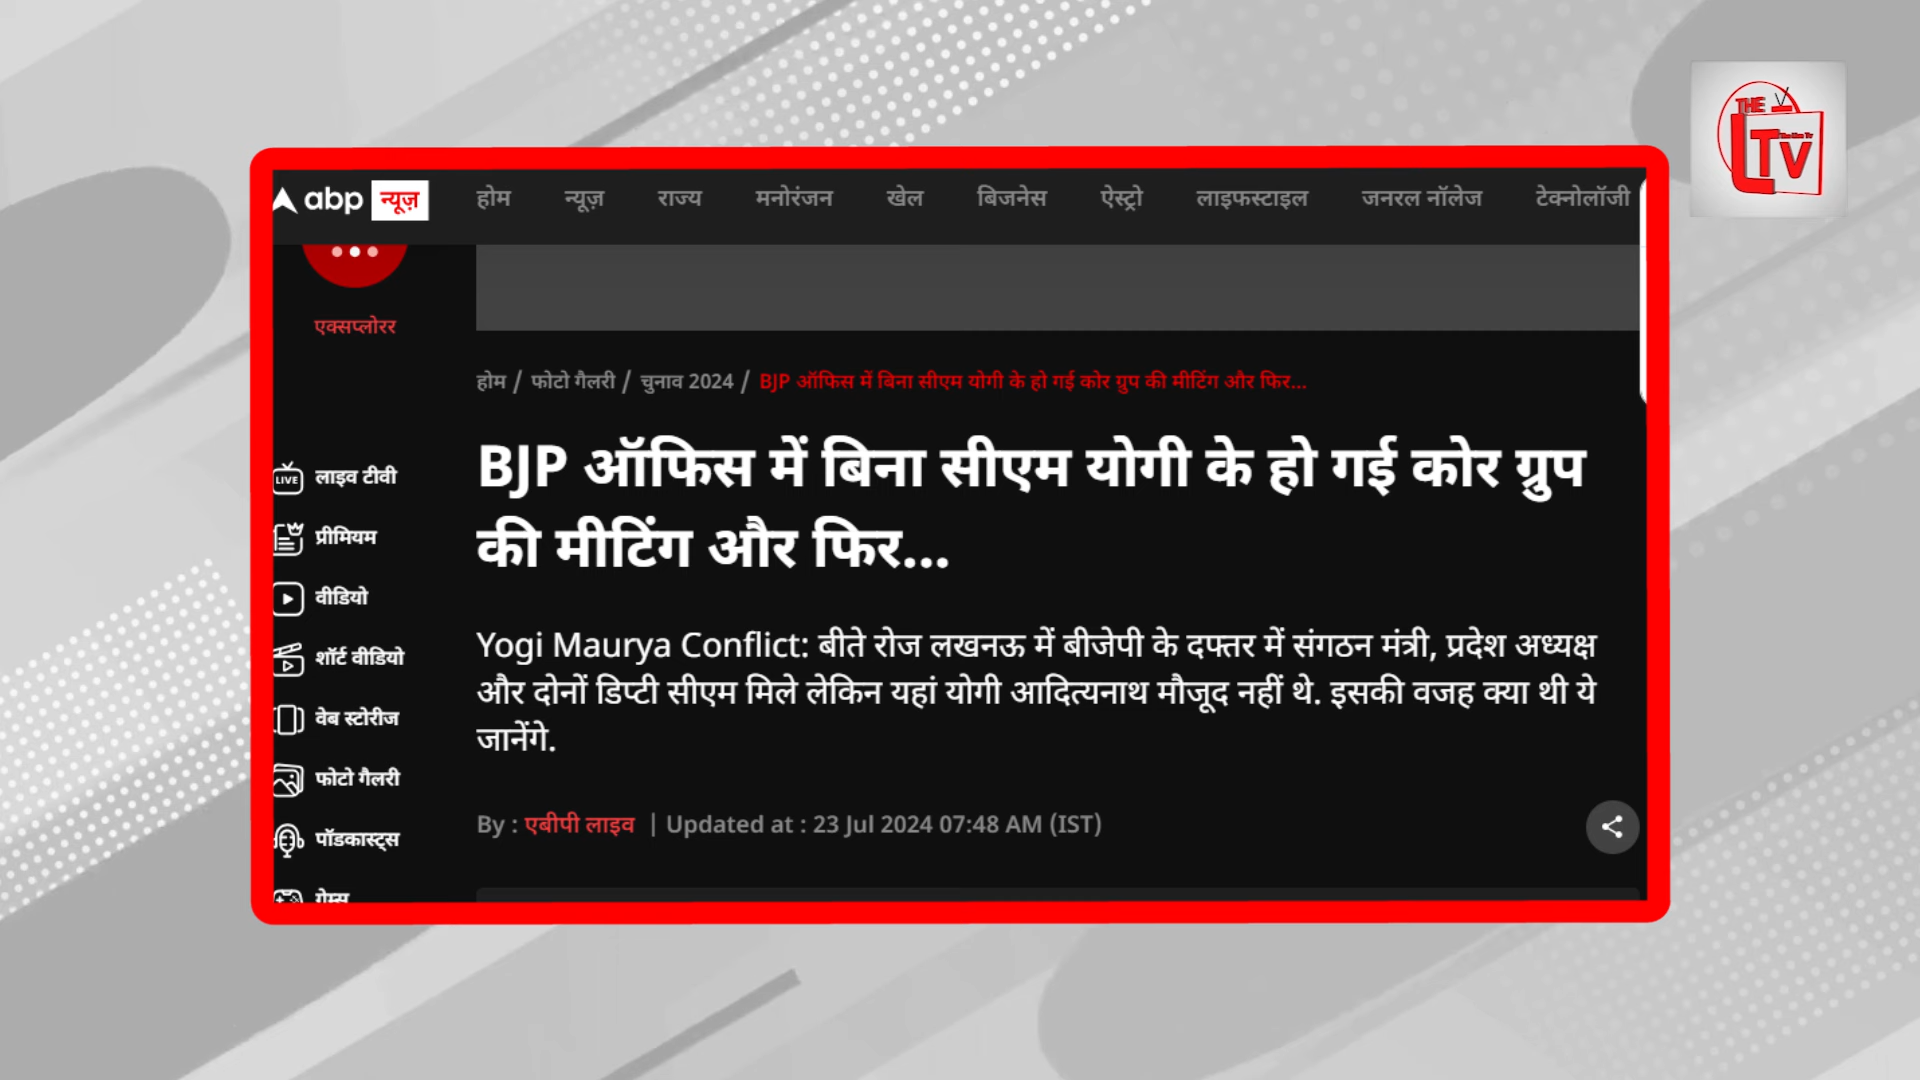 THE
LTV
abp न्यूज़
होम न्यूज़ राज्य मनोरंजन खेल बिजनेस ऐस्ट्रो लाइफस्टाइल जनरल नॉलेज टेक्नोलॉजी
एक्सप्लोरर
होम / फोटो गैलरी / चुनाव 2024 / BJP ऑफिस में बिना सीएम योगी के हो गई कोर ग्रुप की मीटिंग और फिर...
BJP ऑफिस में बिना सीएम योगी के हो गई कोर ग्रुप
की मीटिंग और फिर...
LIVE लाइव टीवी
प्रीमियम
वीडियो
शॉर्ट वीडियो
वेब स्टोरीज
फोटो गैलरी
पॉडकास्ट्स
गेम्स
Yogi Maurya Conflict: बीते रोज लखनऊ में बीजेपी के दफ्तर में संगठन मंत्री, प्रदेश अध्यक्ष
और दोनों डिप्टी सीएम मिले लेकिन यहां योगी आदित्यनाथ मौजूद नहीं थे. इसकी वजह क्या थी ये
जानेंगे.
By : एबीपी लाइव | Updated at : 23 Jul 2024 07:48 AM (IST)